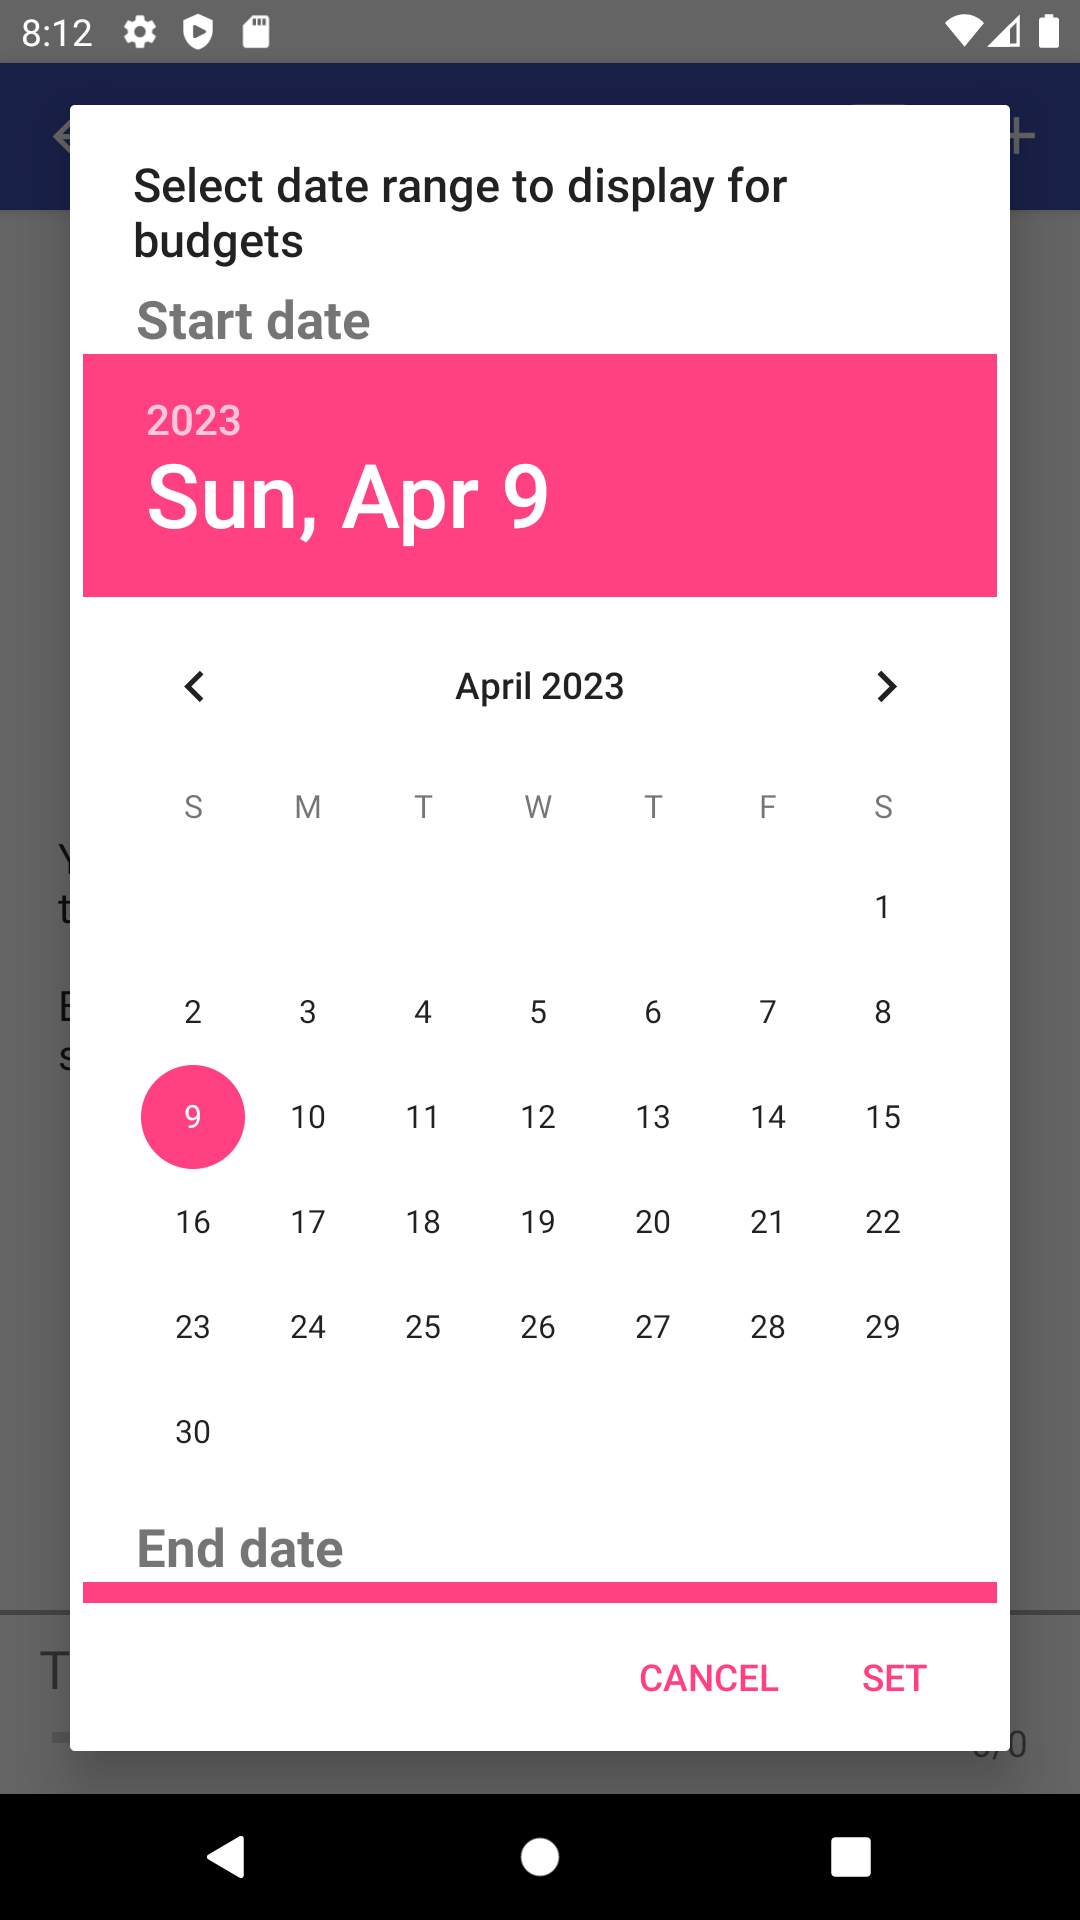 8:12
Select date range to display for
budgets
Start date
2023
Sun, Apr 9
April 2023
S M T W T F S
1
2 3 4 5 6 7 8
9 10 11 12 13 14 15
16 17 18 19 20 21 22
23 24 25 26 27 28 29
30
End date
CANCEL SET